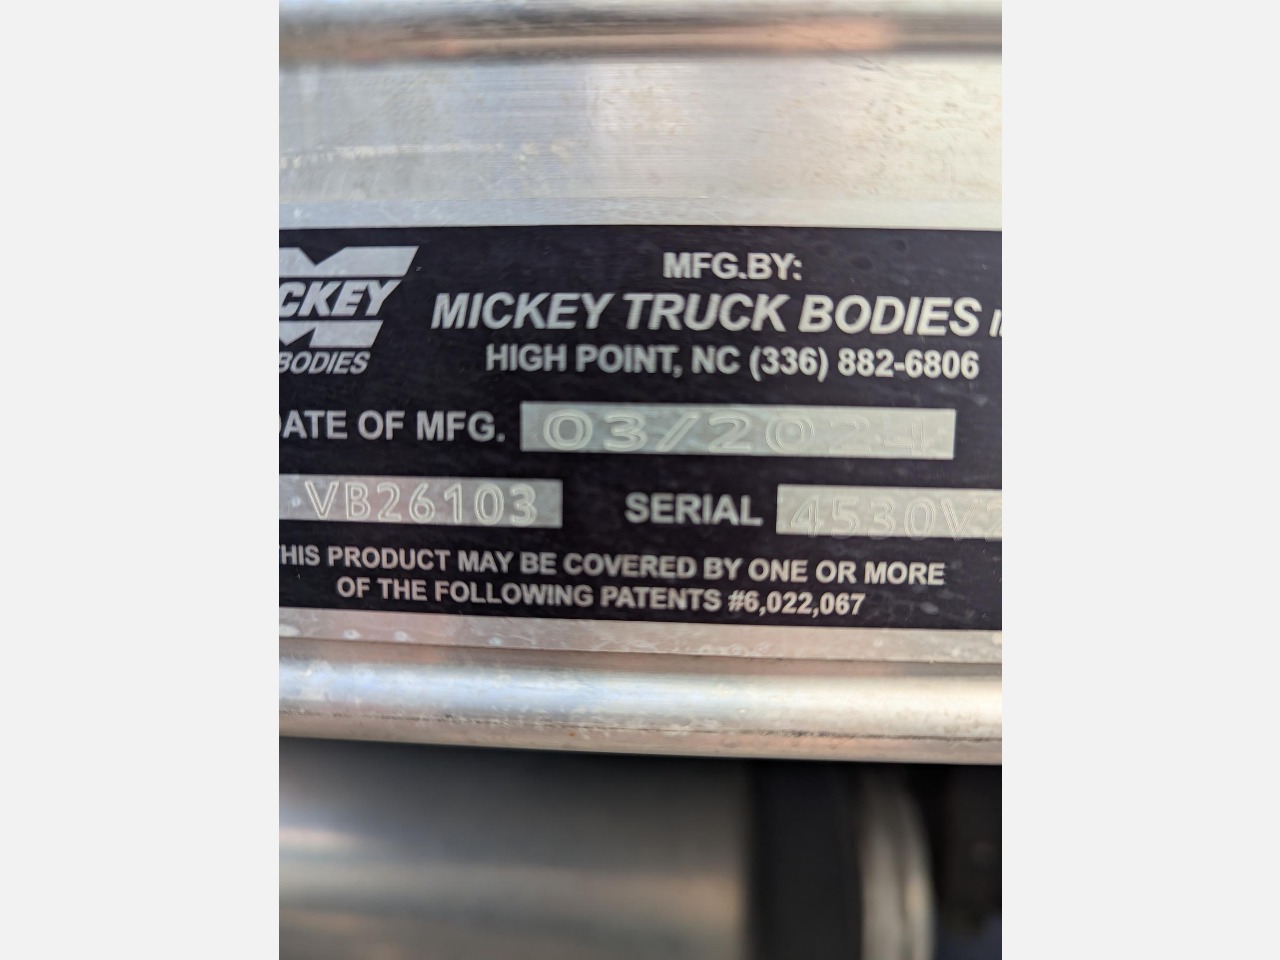 MFG.BY:
CKEY
MICKEY TRUCK BODIES
BODIES
HIGH POINT, NC (336) 882-6806
ATE OF MFG. 03/2024
VB26103 SERIAL 4530V
HIS PRODUCT MAY BE COVERED BY ONE OR MORE
OF THE FOLLOWING PATENTS #6,022,067